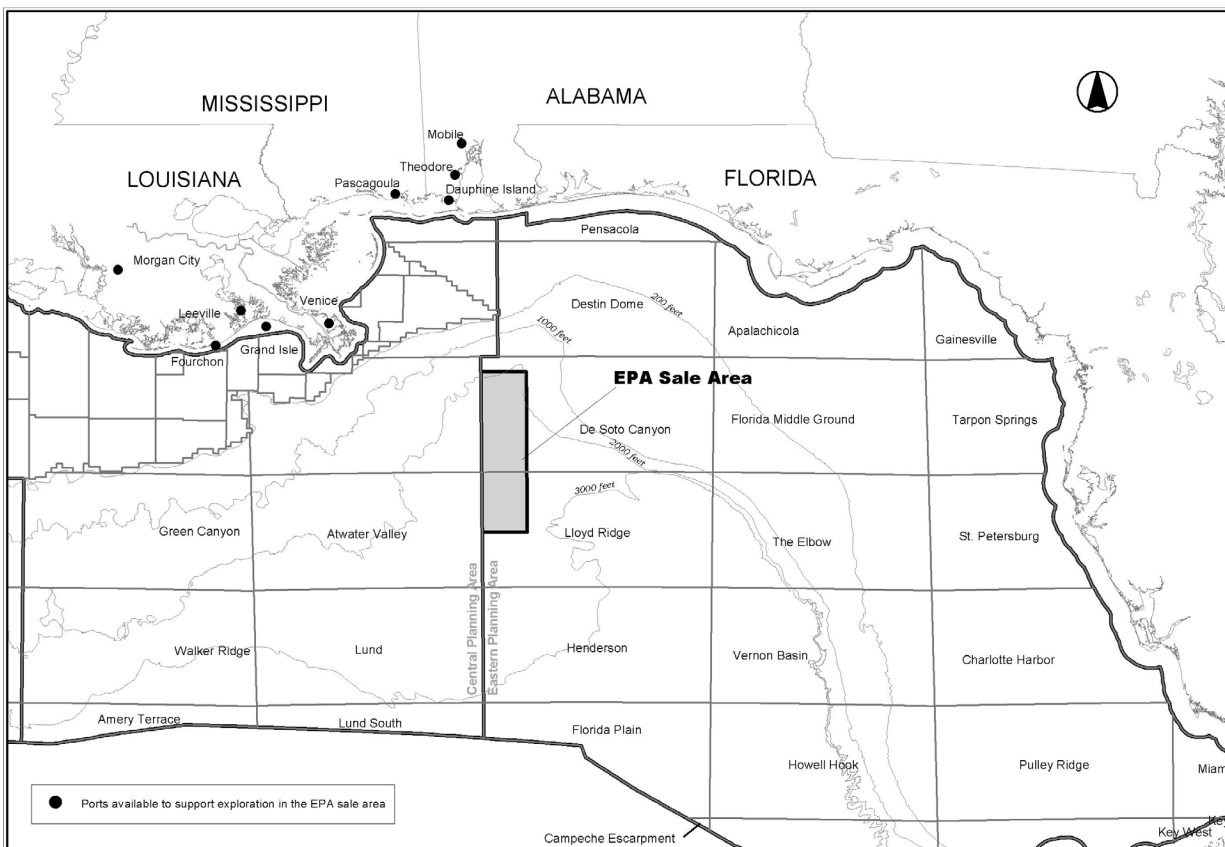 MISSISSIPPI
ALABAMA
Mobile
Theodore
LOUISIANA
Pascagoula
Dauphine Island
FLORIDA
Pensacola
Morgan City
Venice
Leeville
Grand Isle
Fourchon
Destin Dome
200 feet
1000 feet
Apalachicola
Gainesville
EPA Sale Area
De Soto Canyon
Florida Middle Ground
Tarpon Springs
2000 feet
3000 feet
Green Canyon
Atwater Valley
Lloyd Ridge
The Elbow
St. Petersburg
Central Planning Area
Eastern Planning Area
Walker Ridge
Lund
Henderson
Vernon Basin
Charlotte Harbor
Amery Terrace
Lund South
Florida Plain
Howell Hook
Pulley Ridge
Miam
Ports available to support exploration in the EPA sale area
Campeche Escarpment
Key West
Key